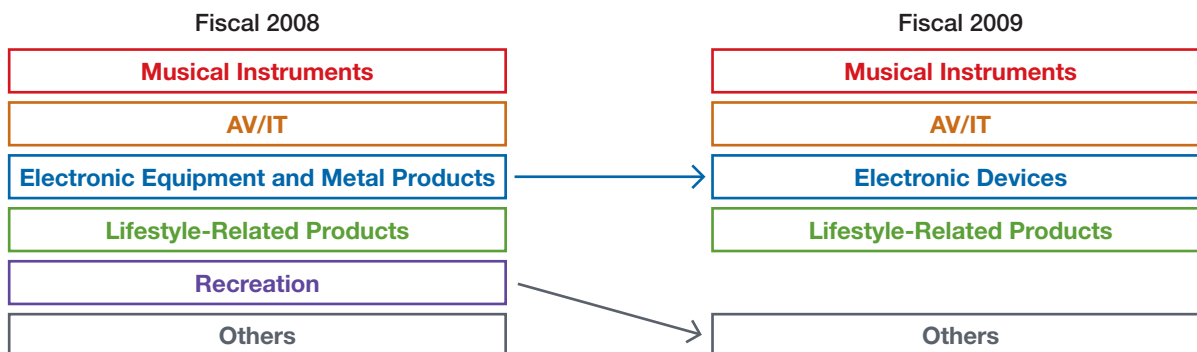 Fiscal 2008
Musical Instruments
AV/IT
Electronic Equipment and Metal Products
Lifestyle-Related Products
Recreation
Others
Fiscal 2009
Musical Instruments
AV/IT
Electronic Devices
Lifestyle-Related Products
Others